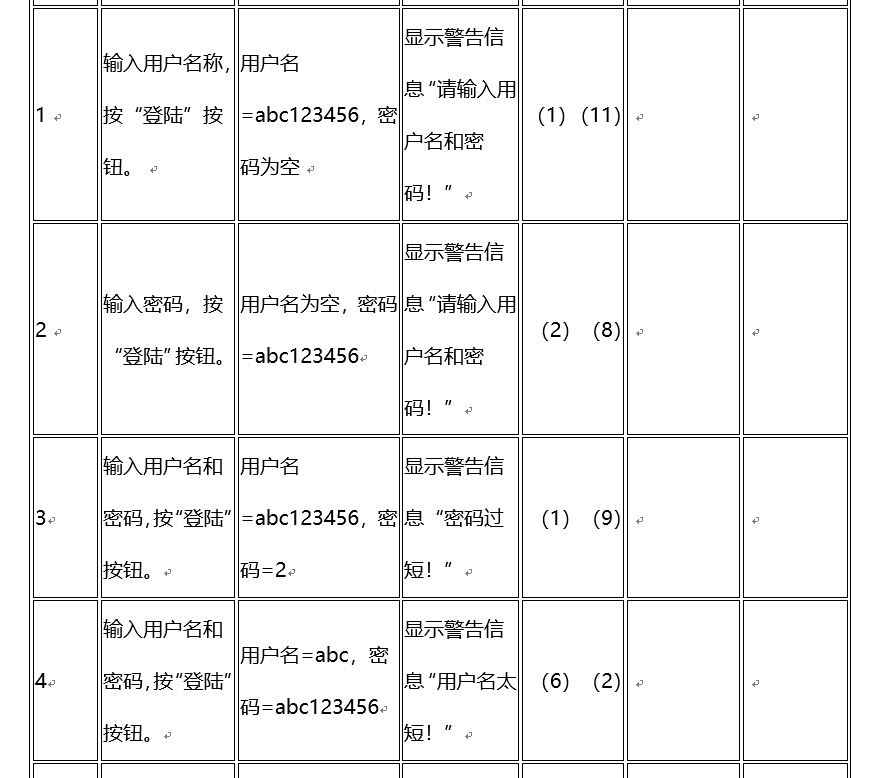 1
输入用户名称，
按“登陆”按
钮。
用户名
=abc123456，密
码为空
显示警告信
息“请输入用
户名和密
码！”
（1）（11）
2
输入密码，按
“登陆”按钮。
用户名为空，密码
=abc123456
显示警告信
息“请输入用
户名和密
码！”
（2）（8）
3
输入用户名和
密码，按“登陆”
按钮。
用户名
=abc123456，密
码=2
显示警告信
息“密码过
短！”
（1）（9）
4
输入用户名和
密码，按“登陆”
按钮。
用户名=abc，密
码=abc123456
显示警告信
息“用户名太
短！”
（6）（2）